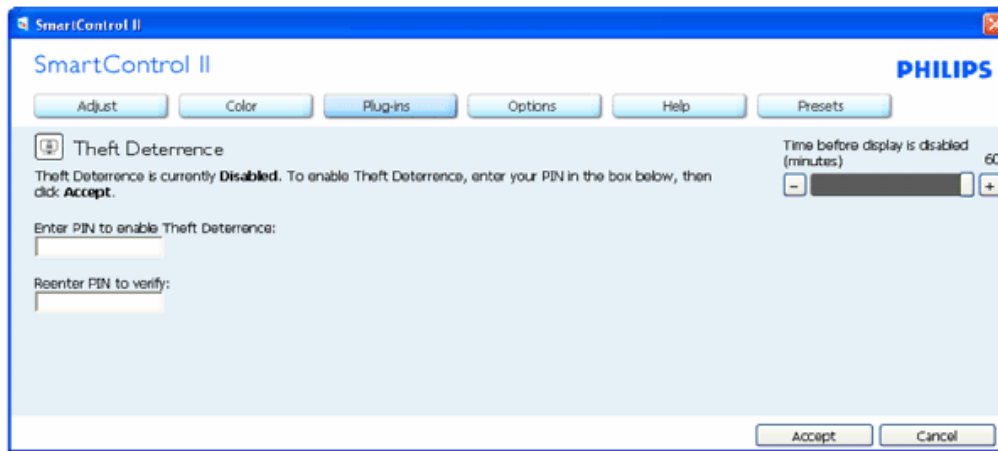 SmartControl II
SmartControl II
PHILIPS
Adjust Color Plug-ins Options Help Presets
Theft Deterrence
Theft Deterrence is currently Disabled. To enable Theft Deterrence, enter your PIN in the box below, then
click Accept.
Time before display is disabled
(minutes) 60
- +
Enter PIN to enable Theft Deterrence:
Reenter PIN to verify:
Accept Cancel